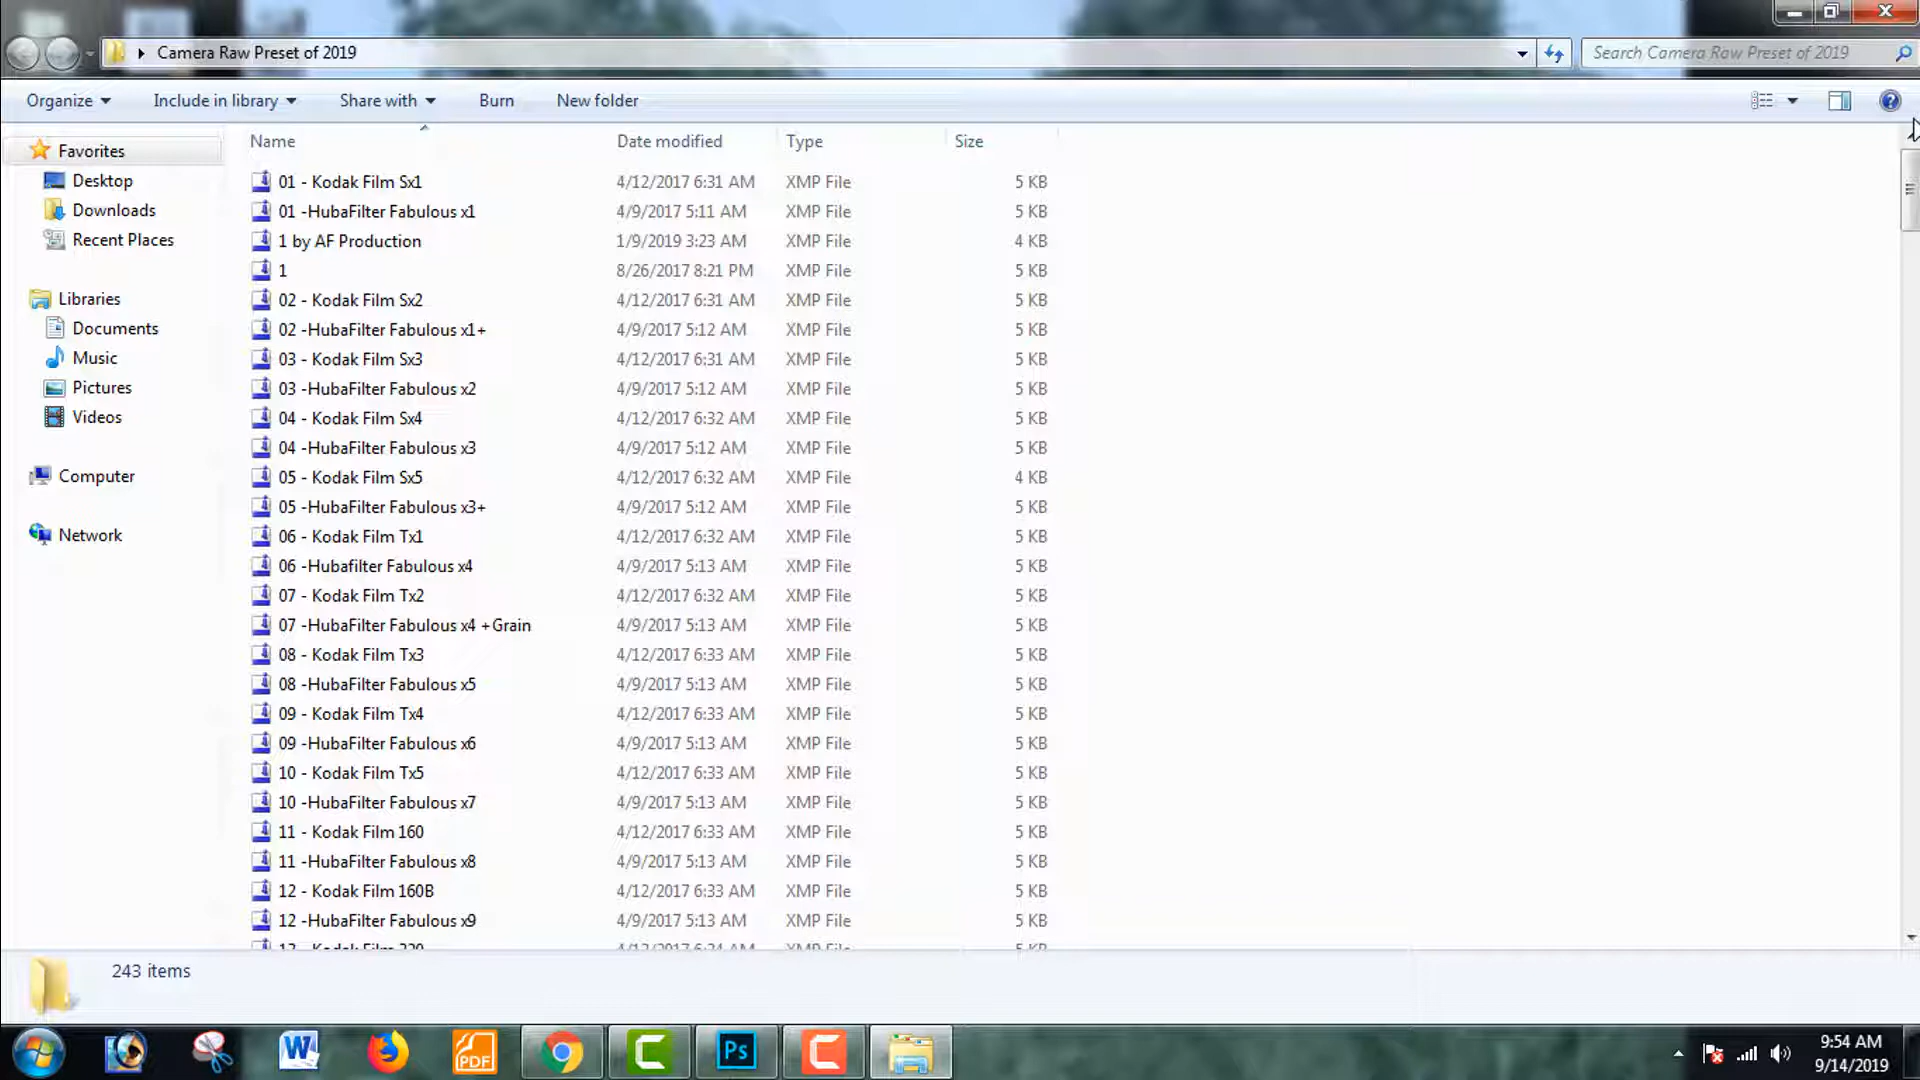 Camera Raw Preset of 2019
Search Camera Raw Preset of 2019
Organize Include in library Share with Burn New folder
Name Date modified Type Size
Favorites
Desktop
Downloads
Recent Places
Libraries
Documents
Music
Pictures
Videos
Computer
Network
01 - Kodak Film Sx1 4/12/2017 6:31 AM XMP File 5 KB
01 -HubaFilter Fabulous x1 4/9/2017 5:11 AM XMP File 5 KB
1 by AF Production 1/9/2019 3:23 AM XMP File 4 KB
1 8/26/2017 8:21 PM XMP File 5 KB
02 - Kodak Film Sx2 4/12/2017 6:31 AM XMP File 5 KB
02 -HubaFilter Fabulous x1+ 4/9/2017 5:12 AM XMP File 5 KB
03 - Kodak Film Sx3 4/12/2017 6:31 AM XMP File 5 KB
03 -HubaFilter Fabulous x2 4/9/2017 5:12 AM XMP File 5 KB
04 - Kodak Film Sx4 4/12/2017 6:32 AM XMP File 5 KB
04 -HubaFilter Fabulous x3 4/9/2017 5:12 AM XMP File 5 KB
05 - Kodak Film Sx5 4/12/2017 6:32 AM XMP File 4 KB
05 -HubaFilter Fabulous x3+ 4/9/2017 5:12 AM XMP File 5 KB
06 - Kodak Film Tx1 4/12/2017 6:32 AM XMP File 5 KB
06 -Hubafilter Fabulous x4 4/9/2017 5:13 AM XMP File 5 KB
07 - Kodak Film Tx2 4/12/2017 6:32 AM XMP File 5 KB
07 -HubaFilter Fabulous x4 +Grain 4/9/2017 5:13 AM XMP File 5 KB
08 - Kodak Film Tx3 4/12/2017 6:33 AM XMP File 5 KB
08 -HubaFilter Fabulous x5 4/9/2017 5:13 AM XMP File 5 KB
09 - Kodak Film Tx4 4/12/2017 6:33 AM XMP File 5 KB
09 -HubaFilter Fabulous x6 4/9/2017 5:13 AM XMP File 5 KB
10 - Kodak Film Tx5 4/12/2017 6:33 AM XMP File 5 KB
10 -HubaFilter Fabulous x7 4/9/2017 5:13 AM XMP File 5 KB
11 - Kodak Film 160 4/12/2017 6:33 AM XMP File 5 KB
11 -HubaFilter Fabulous x8 4/9/2017 5:13 AM XMP File 5 KB
12 - Kodak Film 160B 4/12/2017 6:33 AM XMP File 5 KB
12 -HubaFilter Fabulous x9 4/9/2017 5:13 AM XMP File 5 KB
243 items
W PDF C Ps C
9:54 AM
9/14/2019